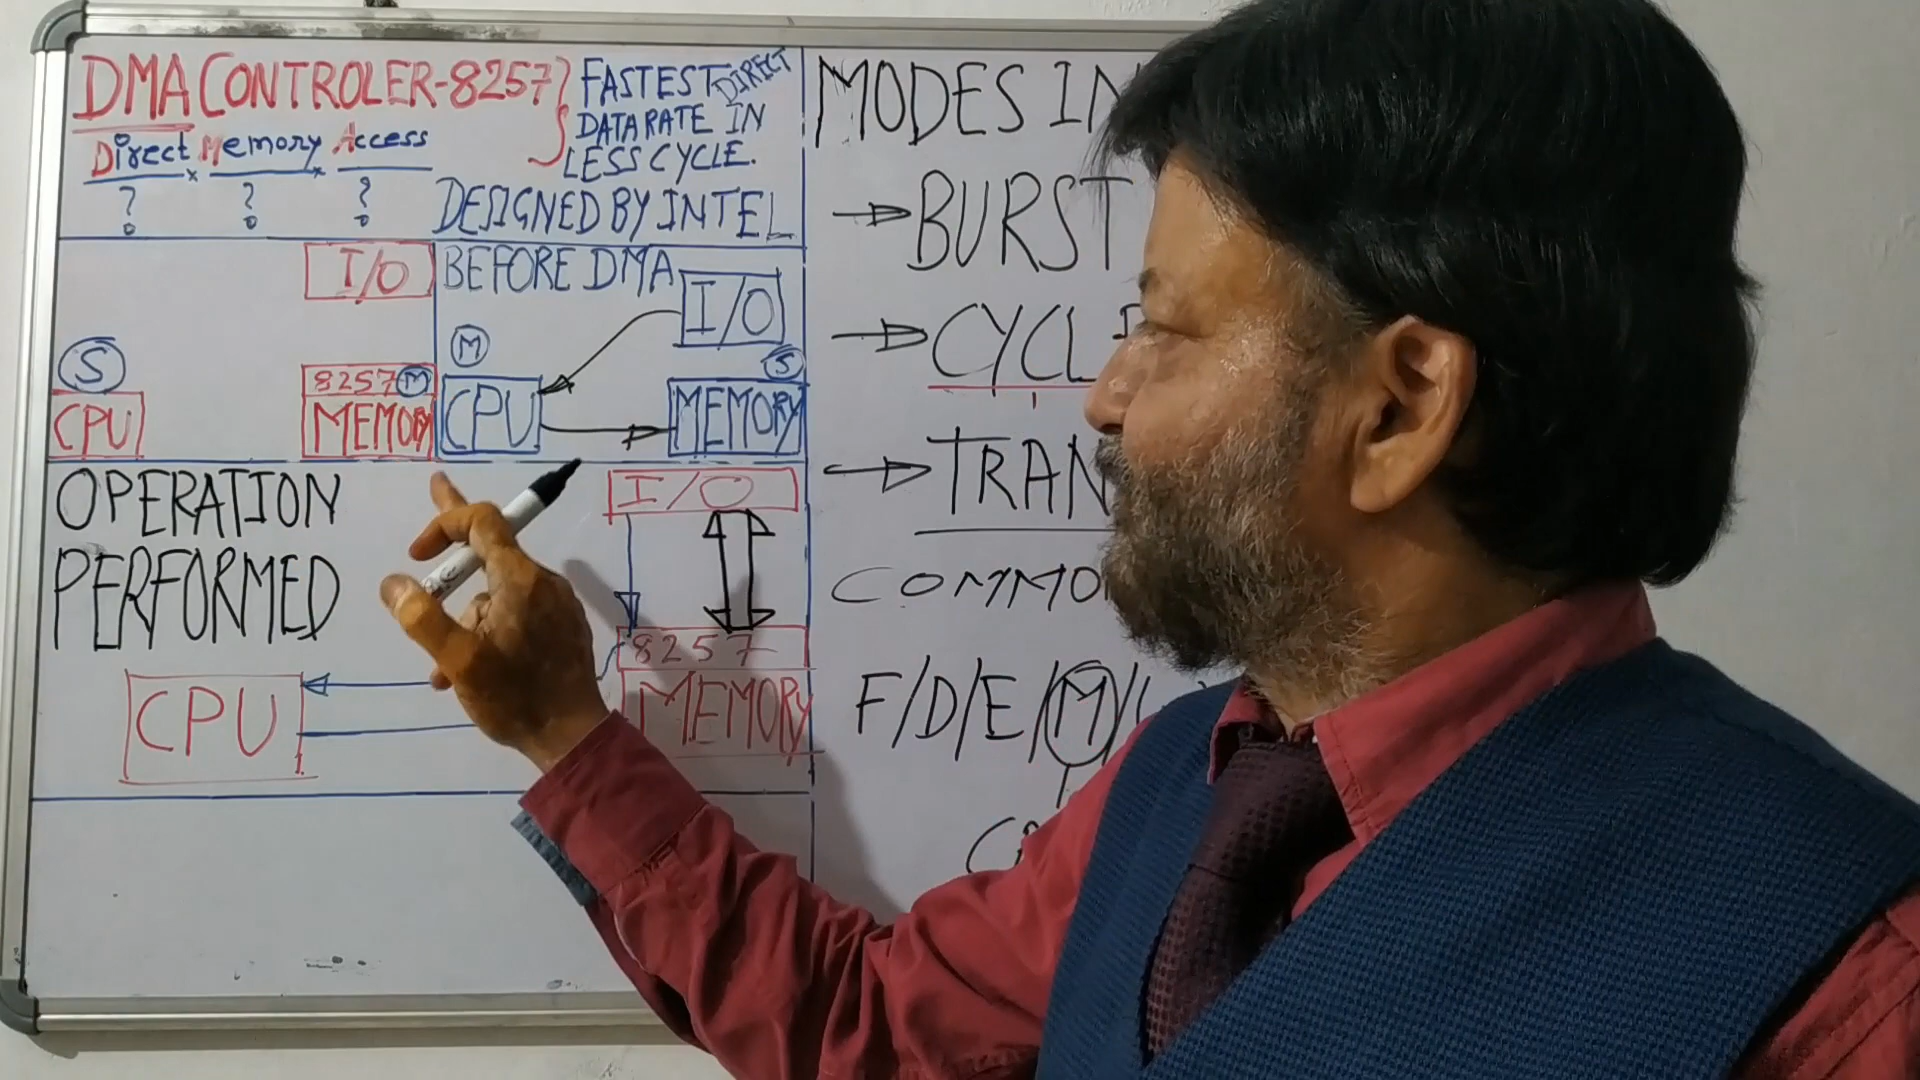 DMA CONTROLER-8257
Direct Memory Access
? ? ?
FASTEST DIRECT
DATA RATE IN
LESS CYCLE.
DESIGNED BY INTEL
I/O
S
CPU
8257 M
MEMORY
BEFORE DMA
I/O
M
S
CPU
MEMORY
OPERATION
PERFORMED
I/O
8257
MEMORY
CPU
MODES IN
→ BURST
→
→
F/D/E/M/